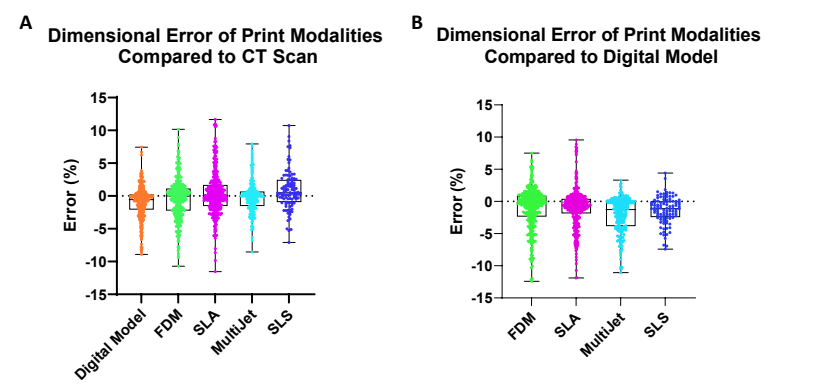 A
Dimensional Error of Print Modalities
Compared to CT Scan
Error (%)
15
10
5
0
-5
-10
-15
Digital Model
FDM
SLA
MultiJet
SLS
B
Dimensional Error of Print Modalities
Compared to Digital Model
Error (%)
15
10
5
0
-5
-10
-15
FDM
SLA
MultiJet
SLS